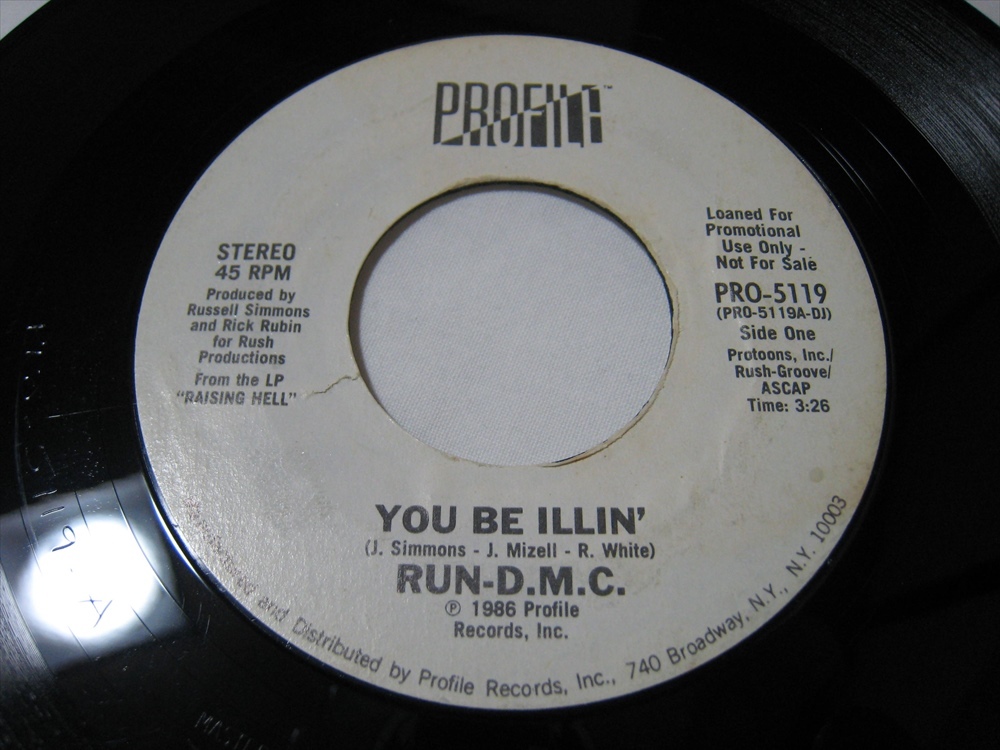 PROFILE™
STEREO
45 RPM
Produced by
Russell Simmons
and Rick Rubin
for Rush
Productions
From the LP
"RAISING HELL"
Loaned For
Promotional
Use Only -
Not For Sale
PRO-5119
(PRO-5119A-DJ)
Side One
Protoons, Inc./
Rush-Groove/
ASCAP
Time: 3:26
YOU BE ILLIN'
(J. Simmons - J. Mizell - R. White)
RUN-D.M.C.
℗ 1986 Profile
Records, Inc.
and Distributed by Profile Records, Inc., 740 Broadway, N.Y., N.Y. 10003